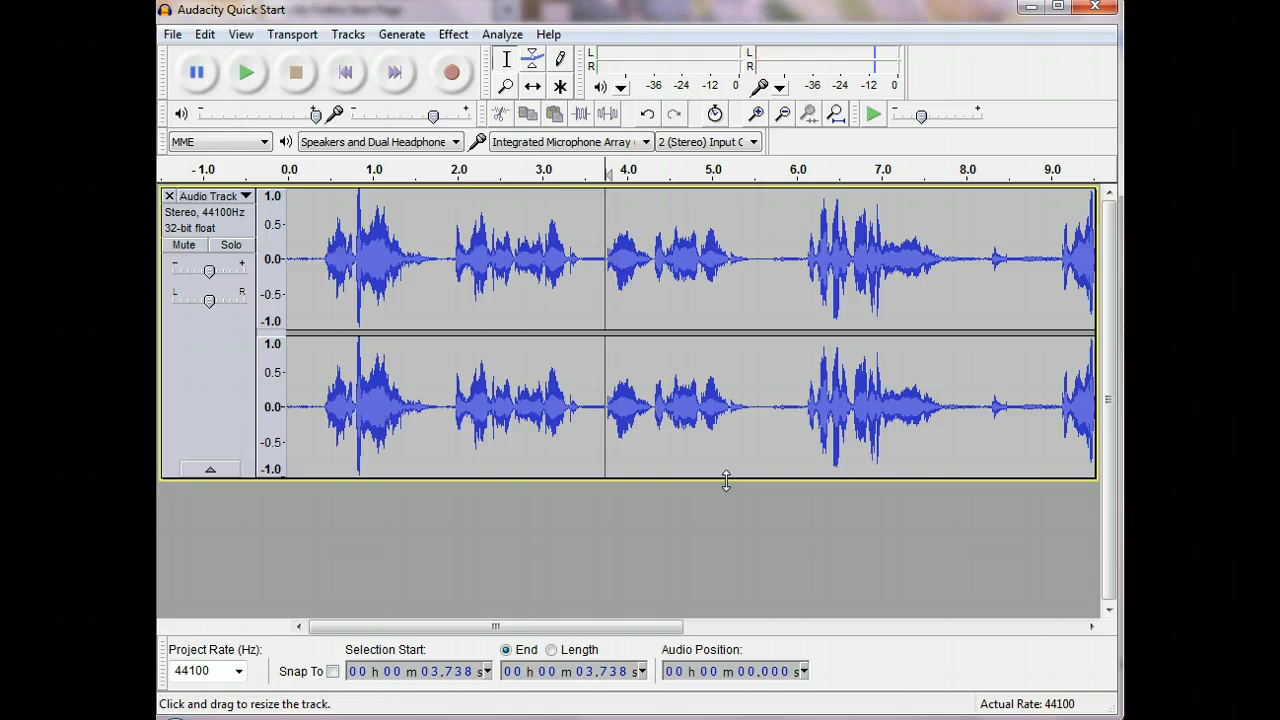 Audacity Quick Start
File Edit View Transport Tracks Generate Effect Analyze Help
L
R
-36 -24 -12 0
L
R
-36 -24 -12 0
MME
Speakers and Dual Headphone
Integrated Microphone Array
2 (Stereo) Input C
- 1.0 0.0 1.0 2.0 3.0 4.0 5.0 6.0 7.0 8.0 9.0
Audio Track
Stereo, 44100Hz
32-bit float
Mute Solo
- +
L R
1.0
0.5
0.0
-0.5
-1.0
1.0
0.5
0.0
-0.5
-1.0
Project Rate (Hz): Selection Start: End Length Audio Position:
44100 Snap To 00 h 00 m 03.738 s 00 h 00 m 03.738 s 00 h 00 m 00.000 s
Click and drag to resize the track. Actual Rate: 44100